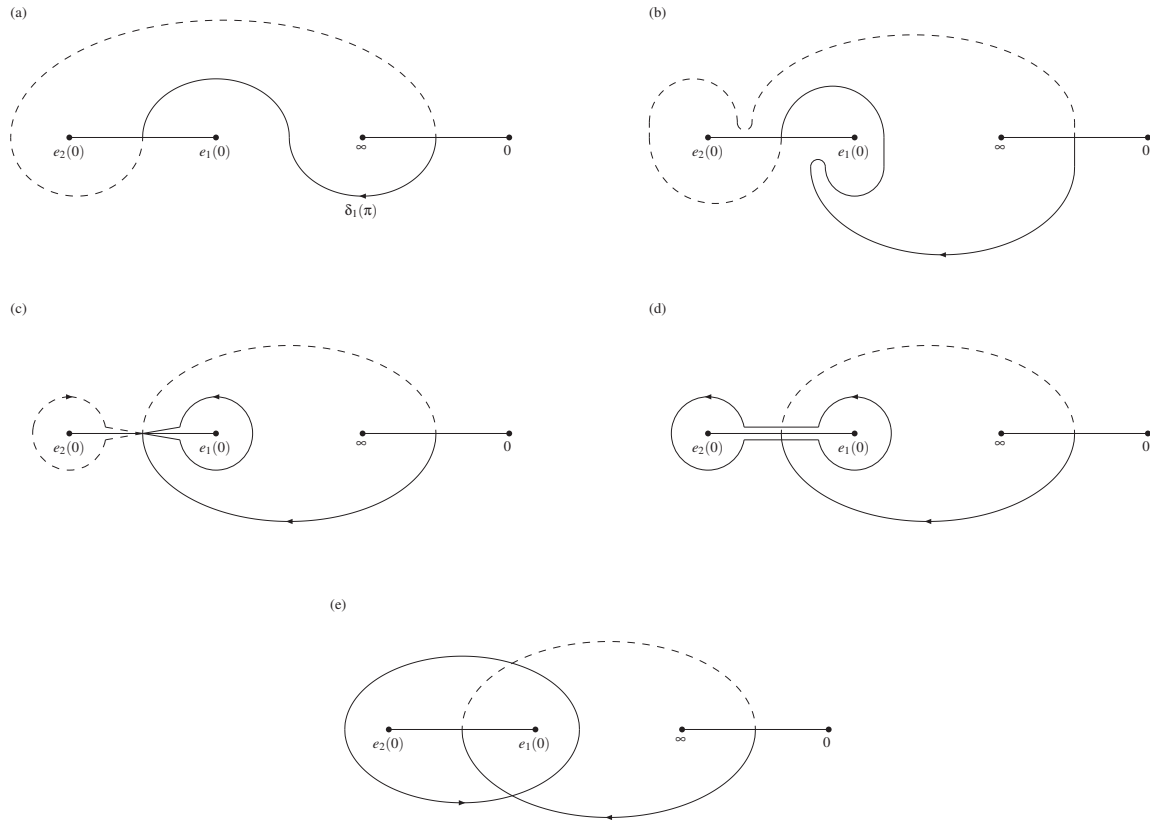 (a)
e₂(0) e₁(0) ∞ 0
δ₁(π)
(b)
e₂(0) e₁(0) ∞ 0
(c)
e₂(0) e₁(0) ∞ 0
(d)
e₂(0) e₁(0) ∞ 0
(e)
e₂(0) e₁(0) ∞ 0